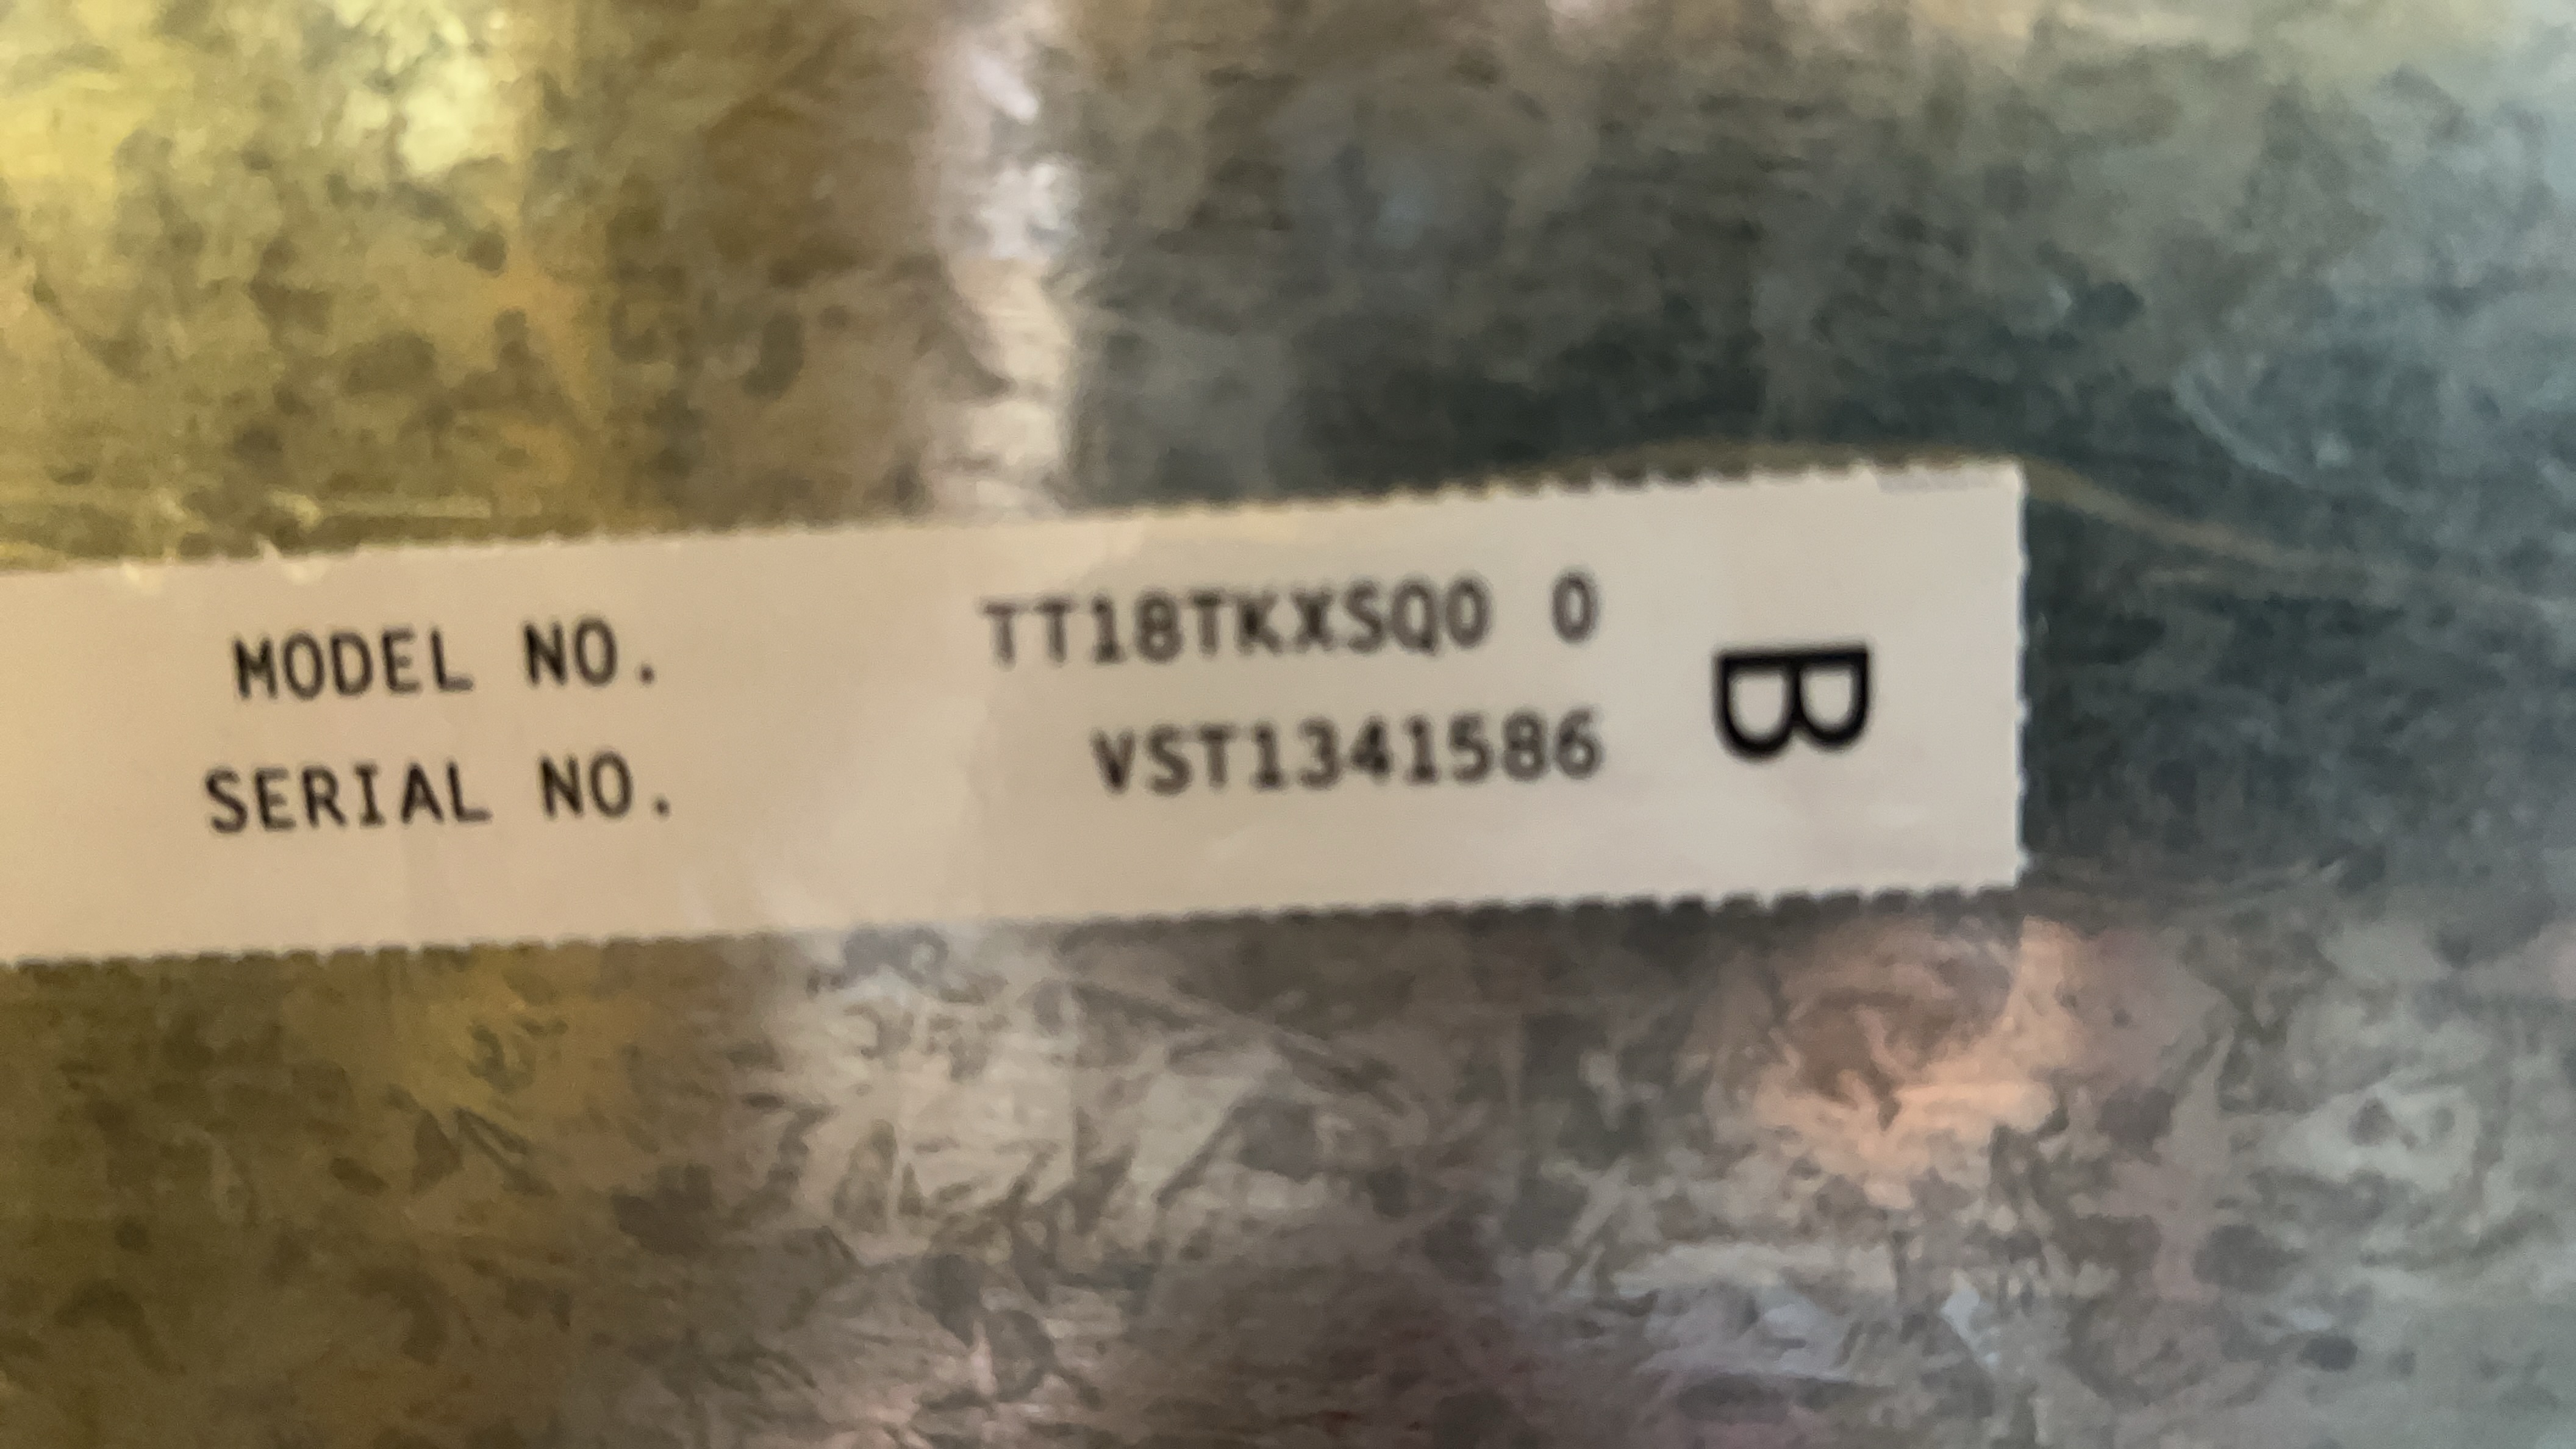 MODEL NO. TT18TKXSQ0 0
SERIAL NO. VST1341586
B